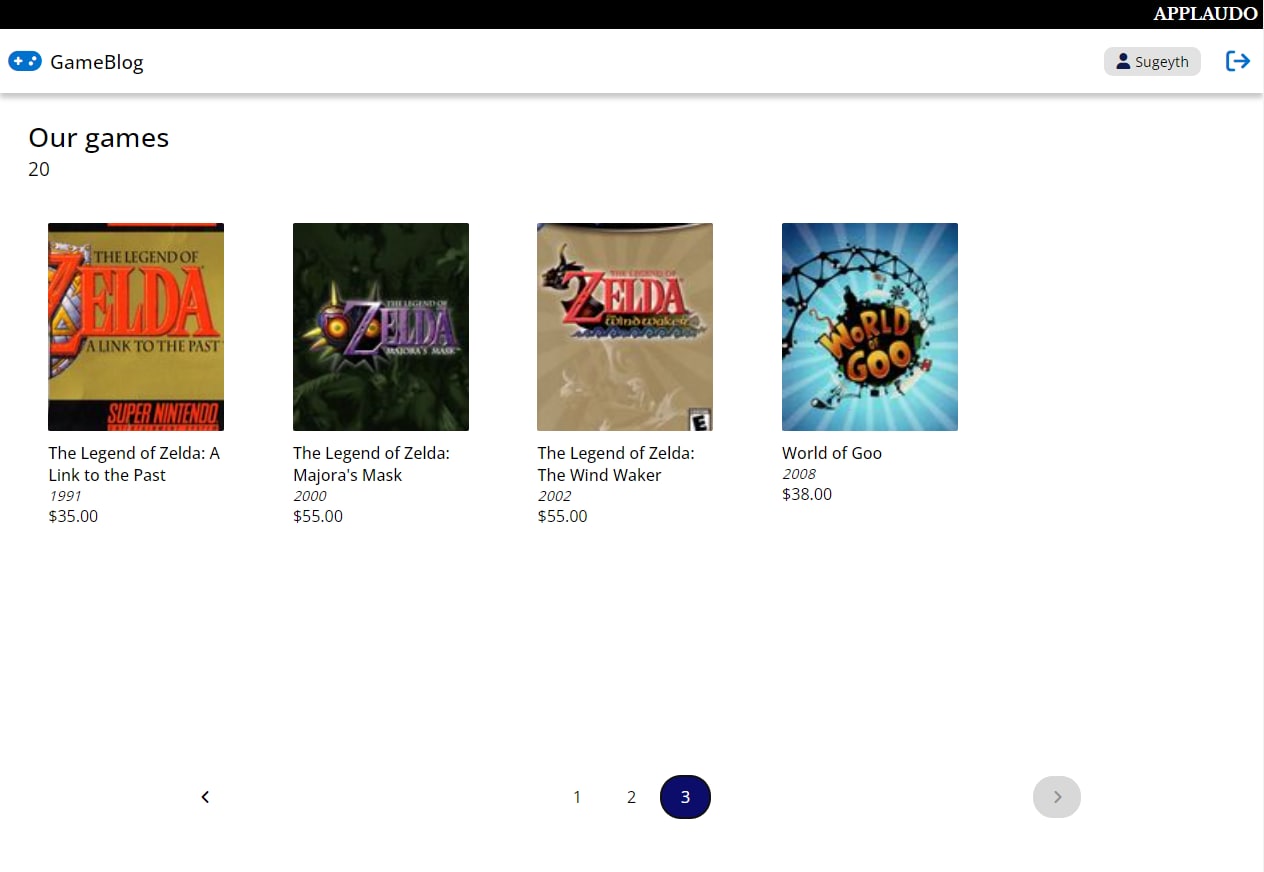 APPLAUDO
GameBlog
Sugeyth
Our games
20
THE LEGEND OF
ZELDA
A LINK TO THE PAST
SUPER NINTENDO
THE LEGEND OF
ZELDA
MAJORA'S MASK
THE LEGEND OF
ZELDA
The Wind Waker
E
WORLD
OF
GOO
The Legend of Zelda: A
Link to the Past
1991
$35.00
The Legend of Zelda:
Majora's Mask
2000
$55.00
The Legend of Zelda:
The Wind Waker
2002
$55.00
World of Goo
2008
$38.00
1 2 3